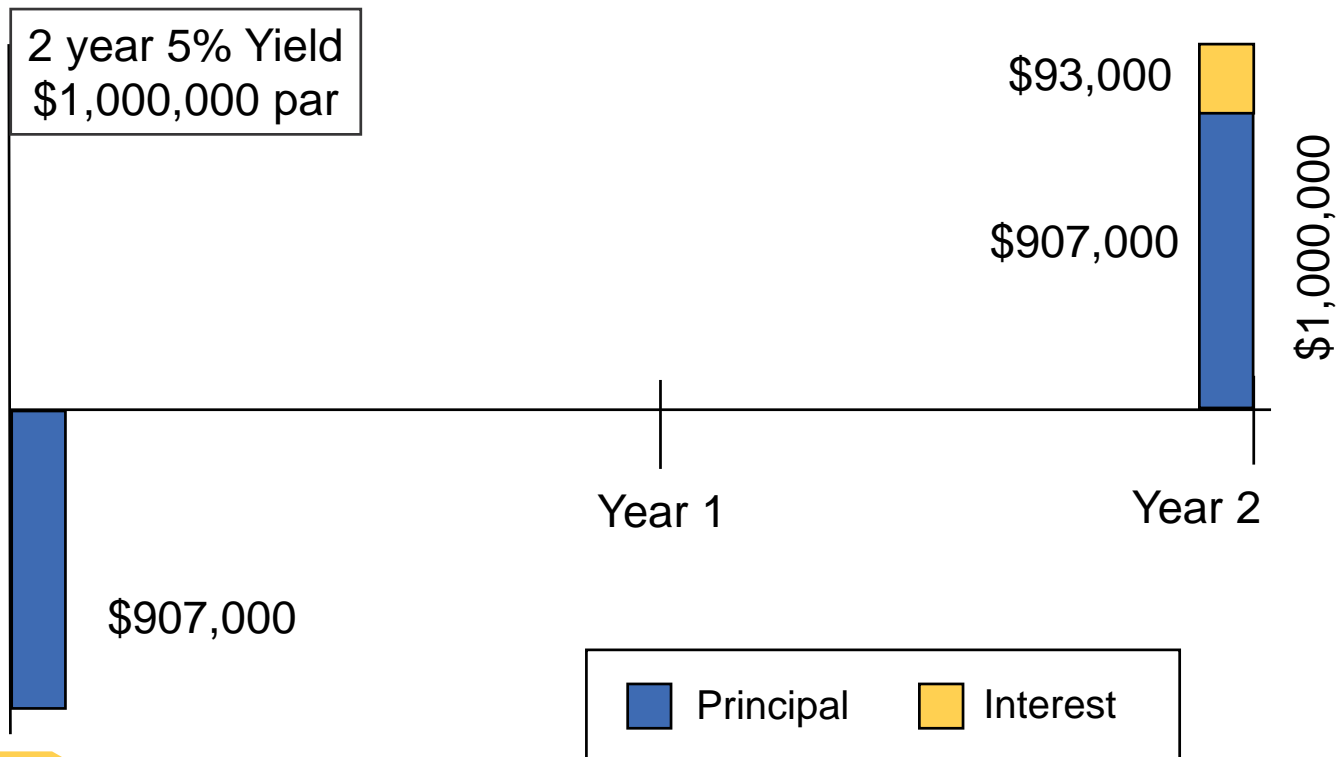 2 year 5% Yield
$1,000,000 par
$93,000
$907,000
$1,000,000
Year 1
Year 2
$907,000
Principal
Interest